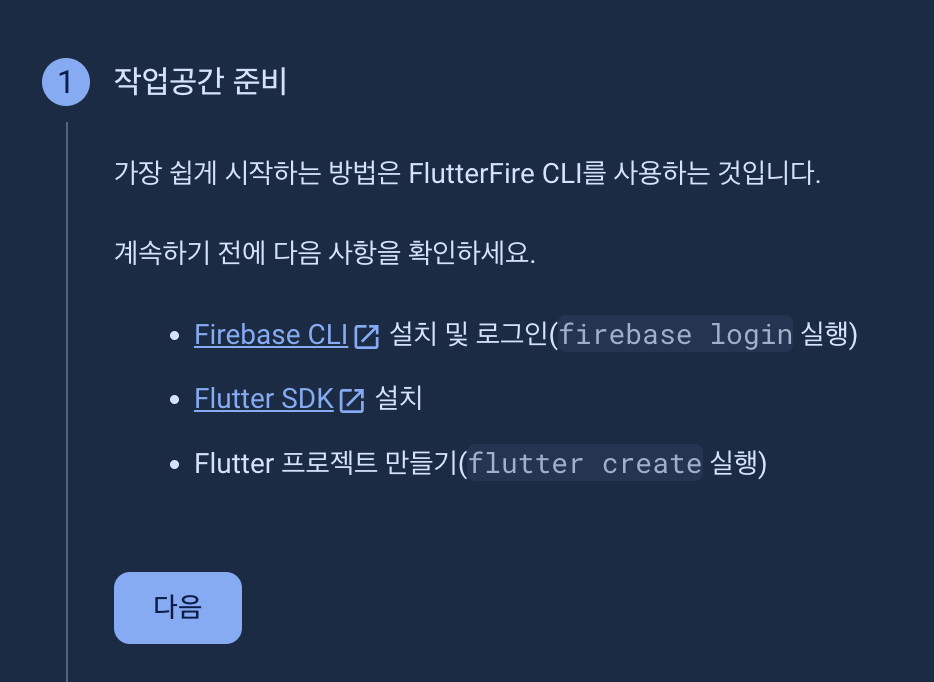 1 작업공간 준비
가장 쉽게 시작하는 방법은 FlutterFire CLI를 사용하는 것입니다.
계속하기 전에 다음 사항을 확인하세요.
• Firebase CLI 설치 및 로그인(firebase login 실행)
• Flutter SDK 설치
• Flutter 프로젝트 만들기(flutter create 실행)
다음